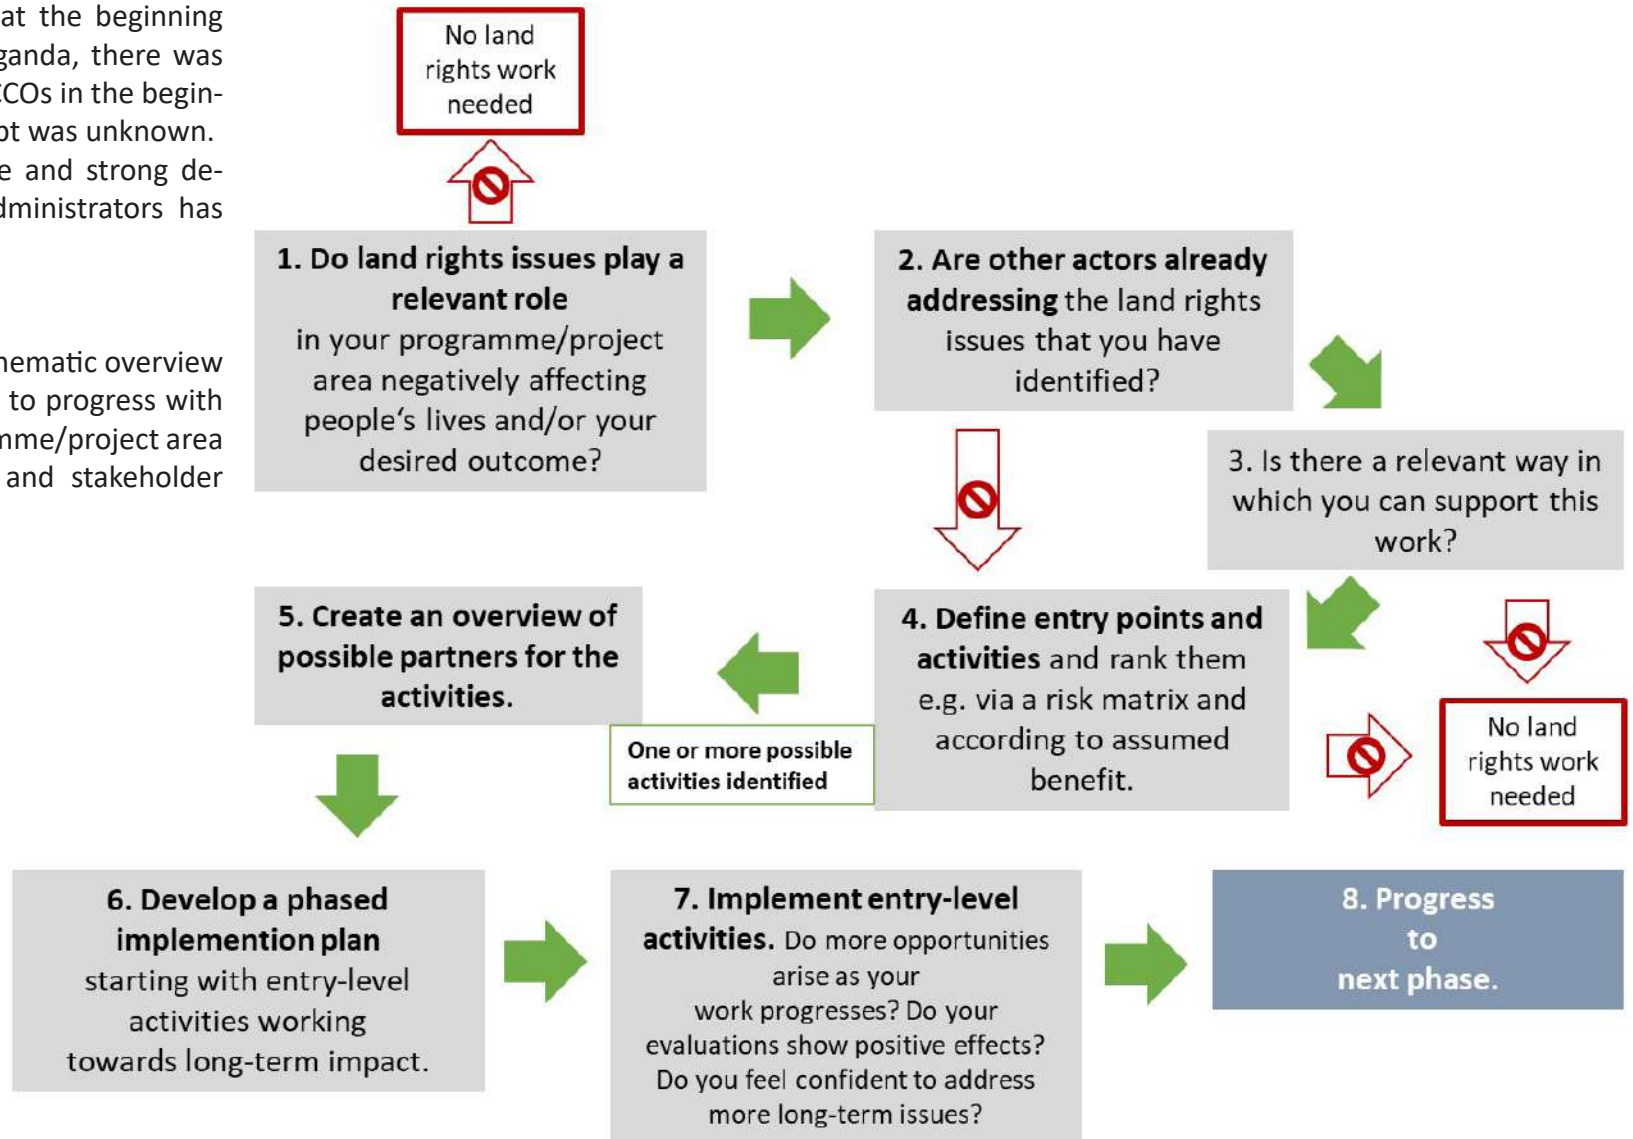 at the beginning
there was
COs in the begin-
was unknown.
and strong de-
has
overview
to progress with
area
and stakeholder
No land
rights work
needed
1. Do land rights issues play a
relevant role
in your programme/project
area negatively affecting
people‘s lives and/or your
desired outcome?
2. Are other actors already
addressing the land rights
issues that you have
identified?
3. Is there a relevant way in
which you can support this
work?
4. Define entry points and
activities and rank them
e.g. via a risk matrix and
according to assumed
benefit.
No land
rights work
needed
5. Create an overview of
possible partners for the
activities.
One or more possible
activities identified
6. Develop a phased
implemention plan
starting with entry-level
activities working
towards long-term impact.
7. Implement entry-level
activities. Do more opportunities
arise as your
work progresses? Do your
evaluations show positive effects?
Do you feel confident to address
more long-term issues?
8. Progress
to
next phase.